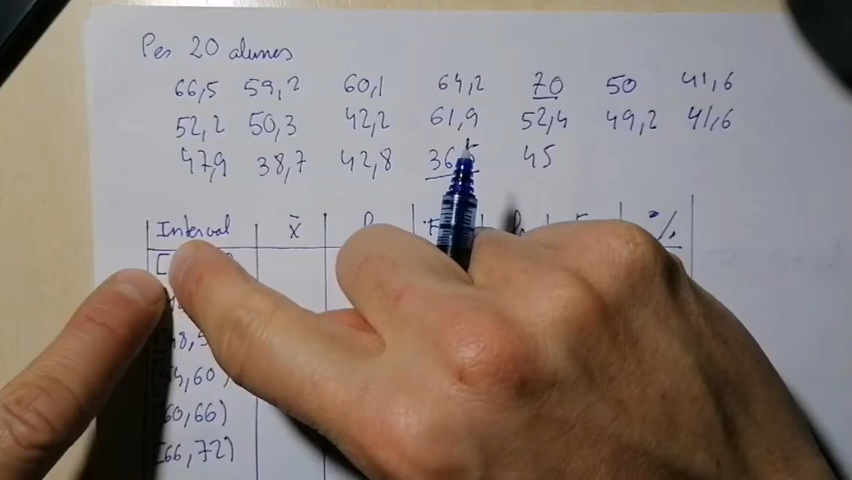 Pes 20 alumnes
66,5 59,2 60,1 64,2 70 50 41,6
52,2 50,3 42,2 61,9 52,4 49,2 41,6
47,9 38,7 42,8 36,5 45
Interval x̄ %
54, 60
60, 66)
[66, 72)